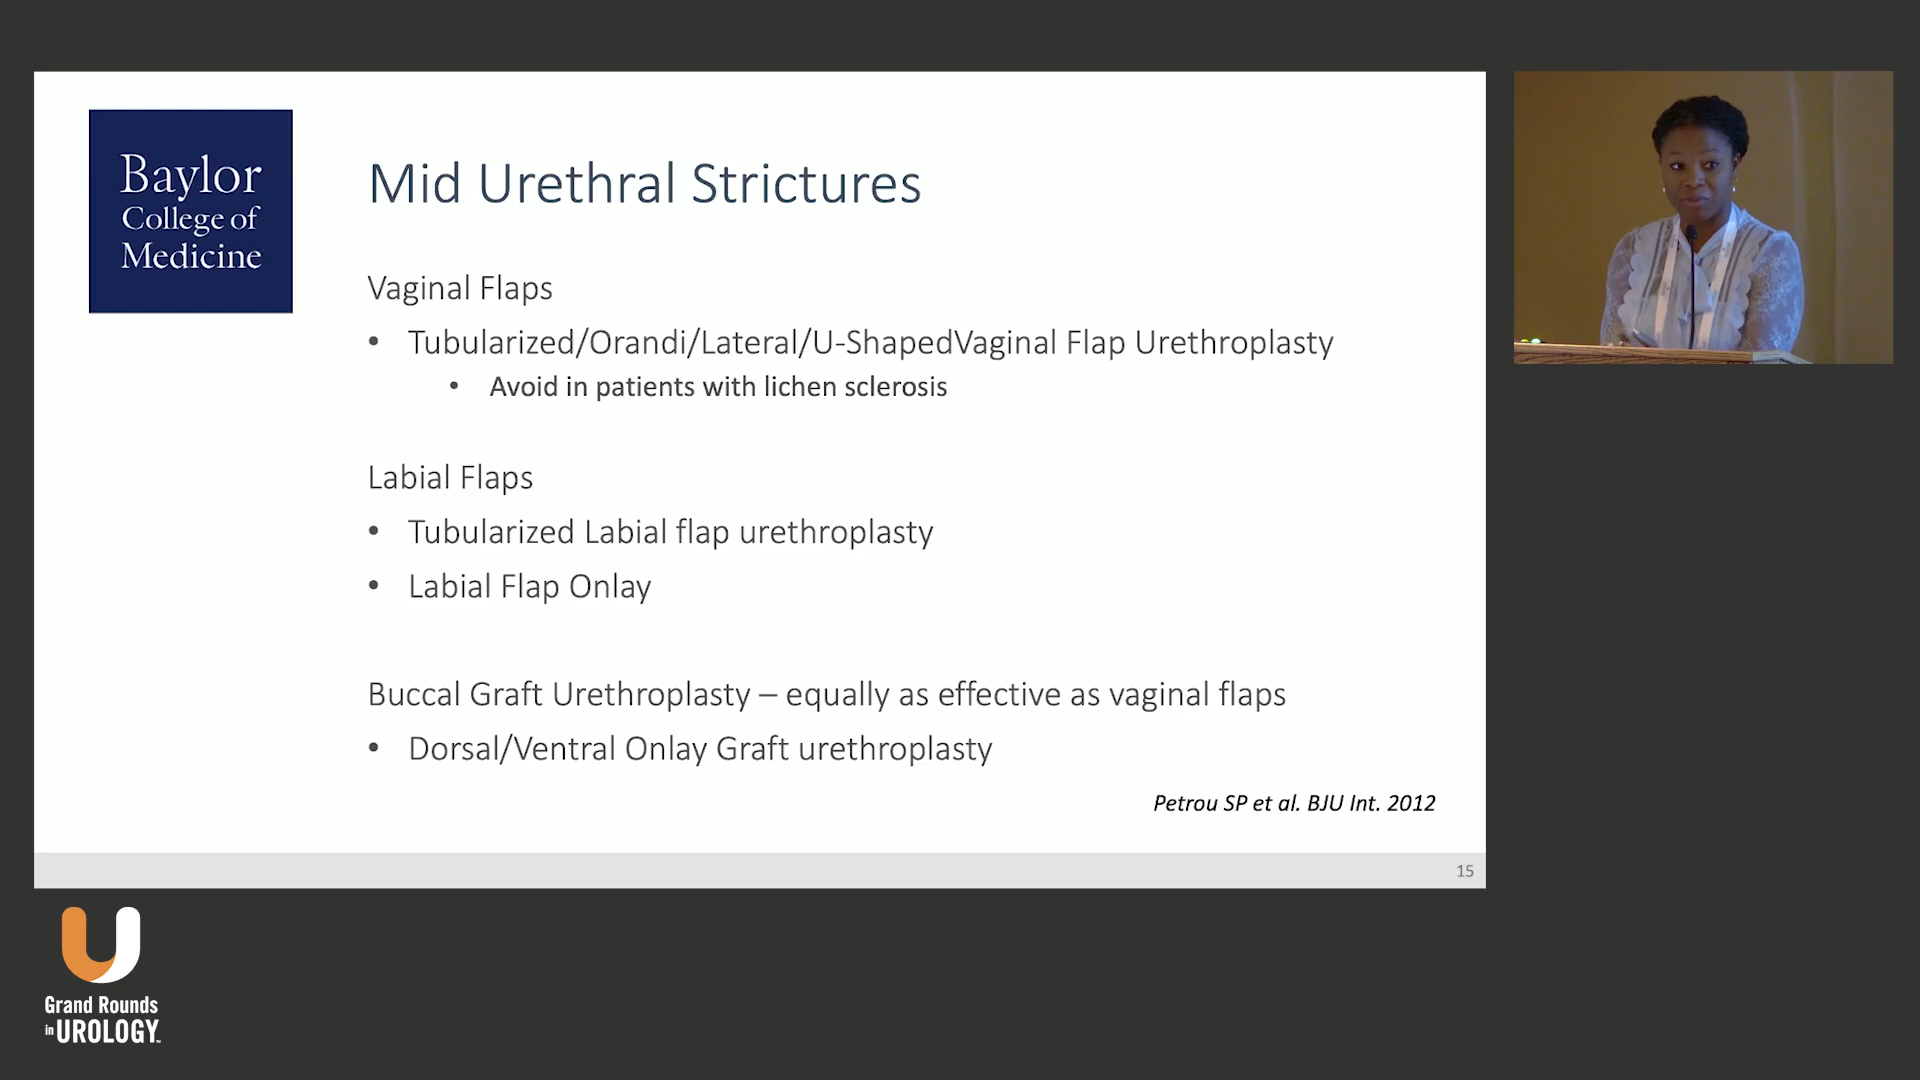 Baylor
College of
Medicine
Mid Urethral Strictures
Vaginal Flaps
• Tubularized/Orandi/Lateral/U-ShapedVaginal Flap Urethroplasty
• Avoid in patients with lichen sclerosis
Labial Flaps
• Tubularized Labial flap urethroplasty
• Labial Flap Onlay
Buccal Graft Urethroplasty – equally as effective as vaginal flaps
• Dorsal/Ventral Onlay Graft urethroplasty
Petrou SP et al. BJU Int. 2012
15
Grand Rounds
in UROLOGY™